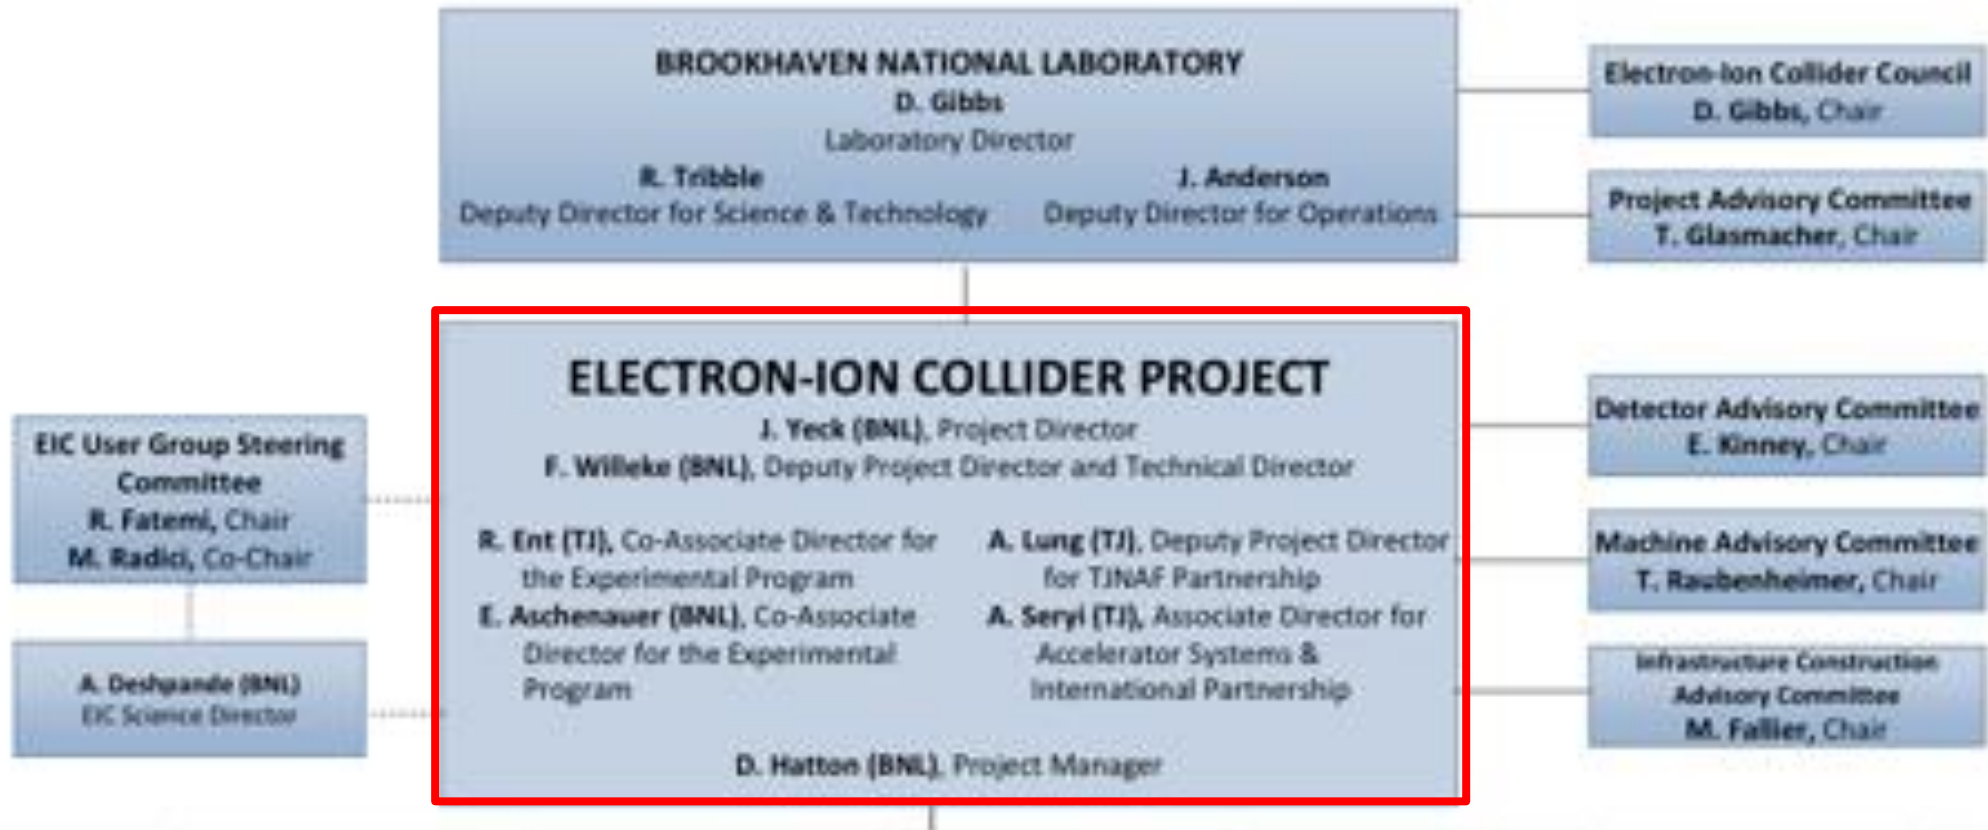 BROOKHAVEN NATIONAL LABORATORY
D. Gibbs
Laboratory Director
R. Tribble
Deputy Director for Science & Technology
J. Anderson
Deputy Director for Operations
Electron-Ion Collider Council
D. Gibbs, Chair
Project Advisory Committee
T. Glasmacher, Chair
EIC User Group Steering
Committee
R. Fatemi, Chair
M. Radici, Co-Chair
A. Deshpande (BNL)
EIC Science Director
ELECTRON-ION COLLIDER PROJECT
J. Yeck (BNL), Project Director
F. Willeke (BNL), Deputy Project Director and Technical Director
R. Ent (TJ), Co-Associate Director for
the Experimental Program
E. Aschenauer (BNL), Co-Associate
Director for the Experimental
Program
A. Lung (TJ), Deputy Project Director
for TJNAF Partnership
A. Seryi (TJ), Associate Director for
Accelerator Systems &
International Partnership
D. Hatton (BNL), Project Manager
Detector Advisory Committee
E. Kinney, Chair
Machine Advisory Committee
T. Raubenheimer, Chair
Infrastructure Construction
Advisory Committee
M. Fallier, Chair